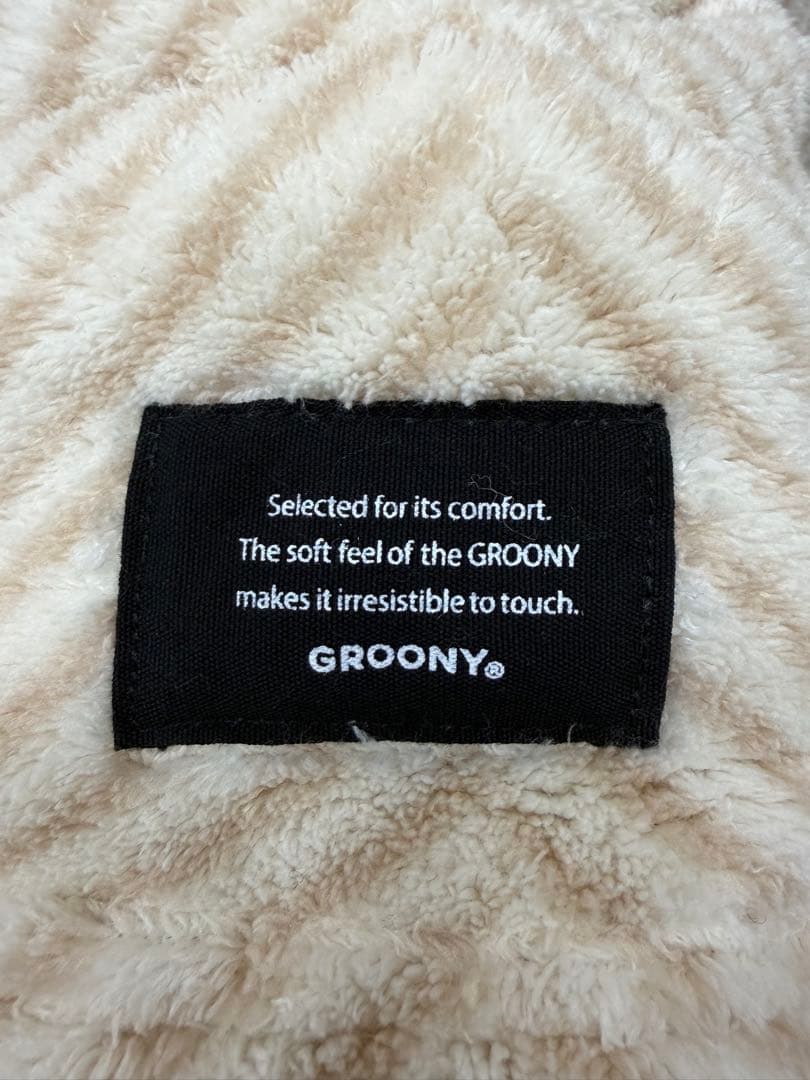 Selected for its comfort.
The soft feel of the GROONY
makes it irresistible to touch.
GROONY®